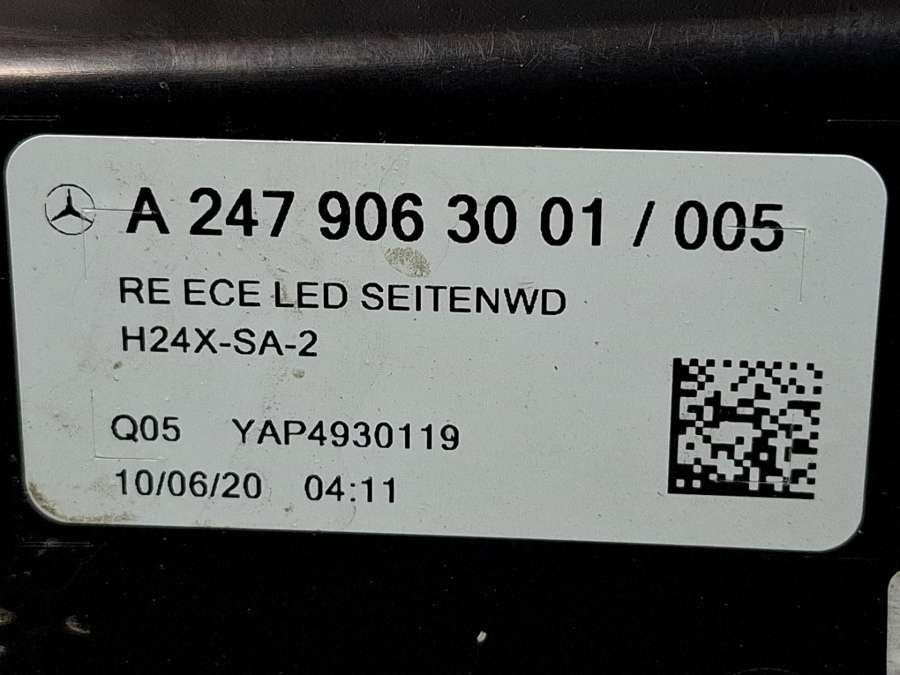 A 247 906 30 01 / 005
RE ECE LED SEITENWD
H24X-SA-2
Q05 YAP4930119
10/06/20 04:11